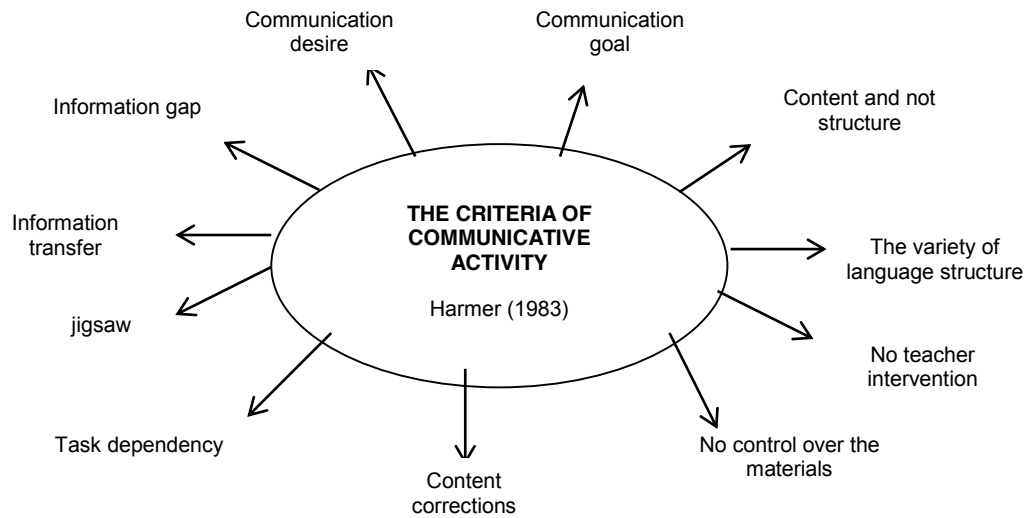 Communication
desire
Communication
goal
Information gap
Content and not
structure
THE CRITERIA OF
COMMUNICATIVE
ACTIVITY
Harmer (1983)
Information
transfer
The variety of
language structure
jigsaw
No teacher
intervention
Task dependency
No control over the
materials
Content
corrections